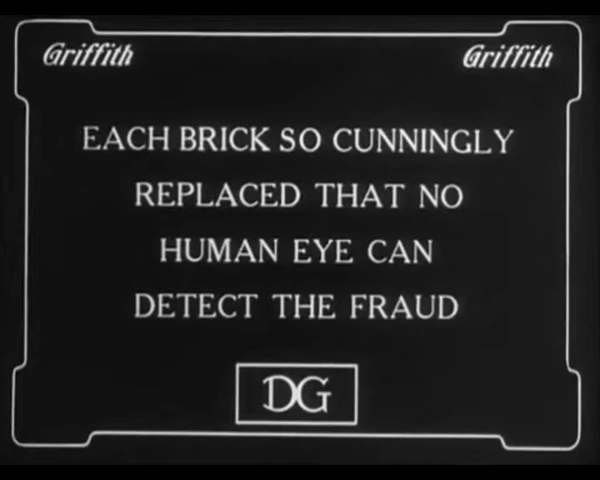 Griffith Griffith
EACH BRICK SO CUNNINGLY
REPLACED THAT NO
HUMAN EYE CAN
DETECT THE FRAUD
DG